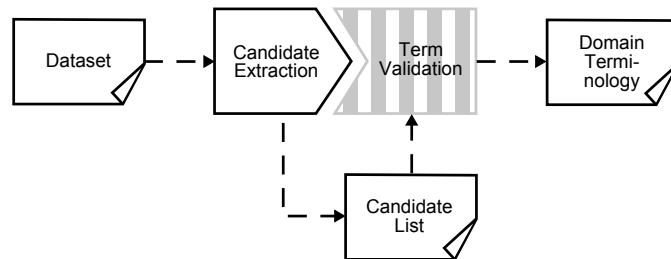 Dataset
Candidate
Extraction
Term
Validation
Domain
Termi-
nology
Candidate
List